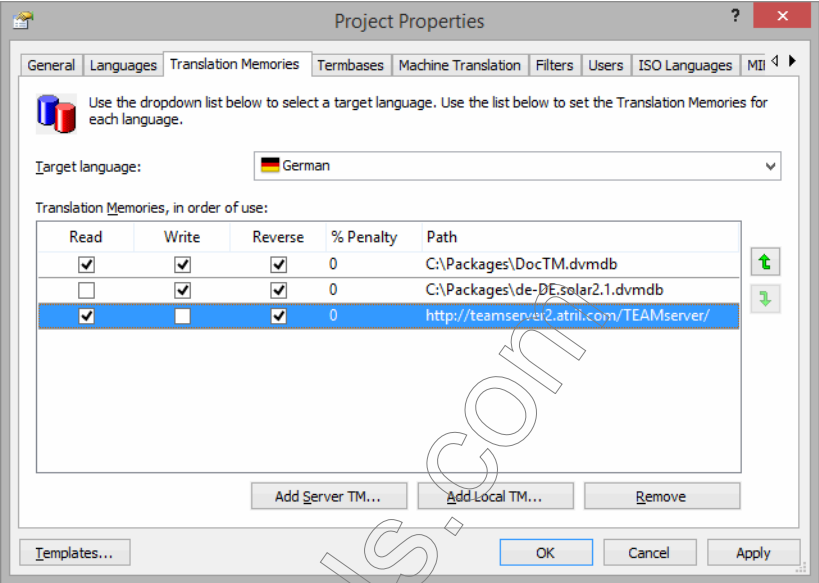 Project Properties ? ×
General Languages Translation Memories Termbases Machine Translation Filters Users ISO Languages
Use the dropdown list below to select a target language. Use the list below to set the Translation Memories for
each language.
Target language: German
Translation Memories, in order of use:
Read Write Reverse % Penalty Path
0 C:\Packages\DocTM.dvmdb
0 C:\Packages\de-DE.solar2.1.dvmdb
0 http://teamserver2.atril.com/TEAMserver/
Add Server TM... Add Local TM... Remove
Templates... OK Cancel Apply
ls.com